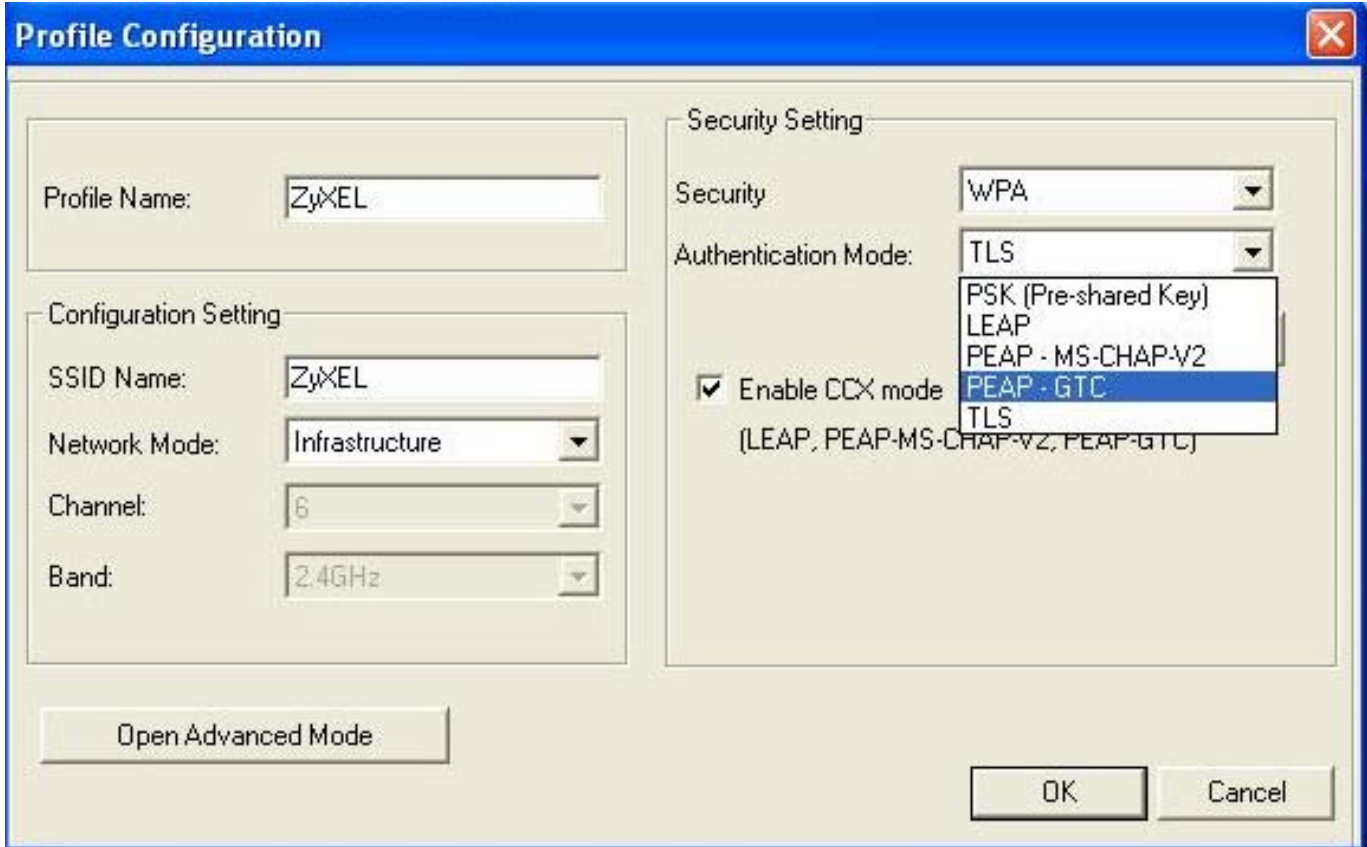 Profile Configuration
Profile Name:
ZyXEL
Configuration Setting
SSID Name:
ZyXEL
Network Mode:
Infrastructure
Channel:
6
Band:
2.4GHz
Open Advanced Mode
Security Setting
Security
WPA
Authentication Mode:
TLS
PSK (Pre-shared Key)
LEAP
PEAP - MS-CHAP-V2
PEAP - GTC
TLS
Enable CCX mode
(LEAP, PEAP-MS-CHAP-V2, PEAP-GTC)
OK
Cancel